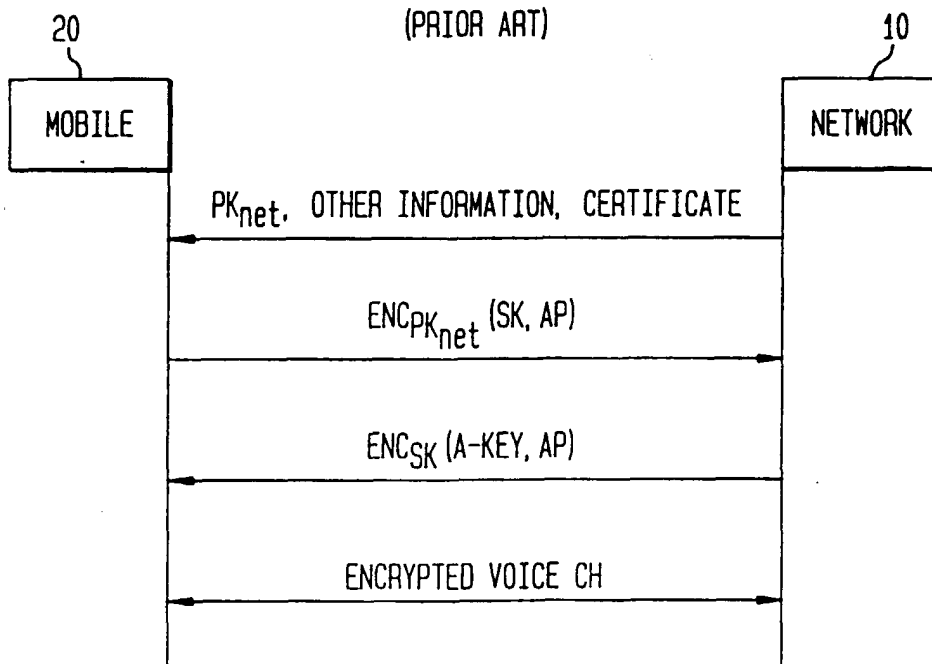 (PRIOR ART)
20
10
MOBILE
NETWORK
PKnet, OTHER INFORMATION, CERTIFICATE
ENCPKnet (SK, AP)
ENCSK (A-KEY, AP)
ENCRYPTED VOICE CH